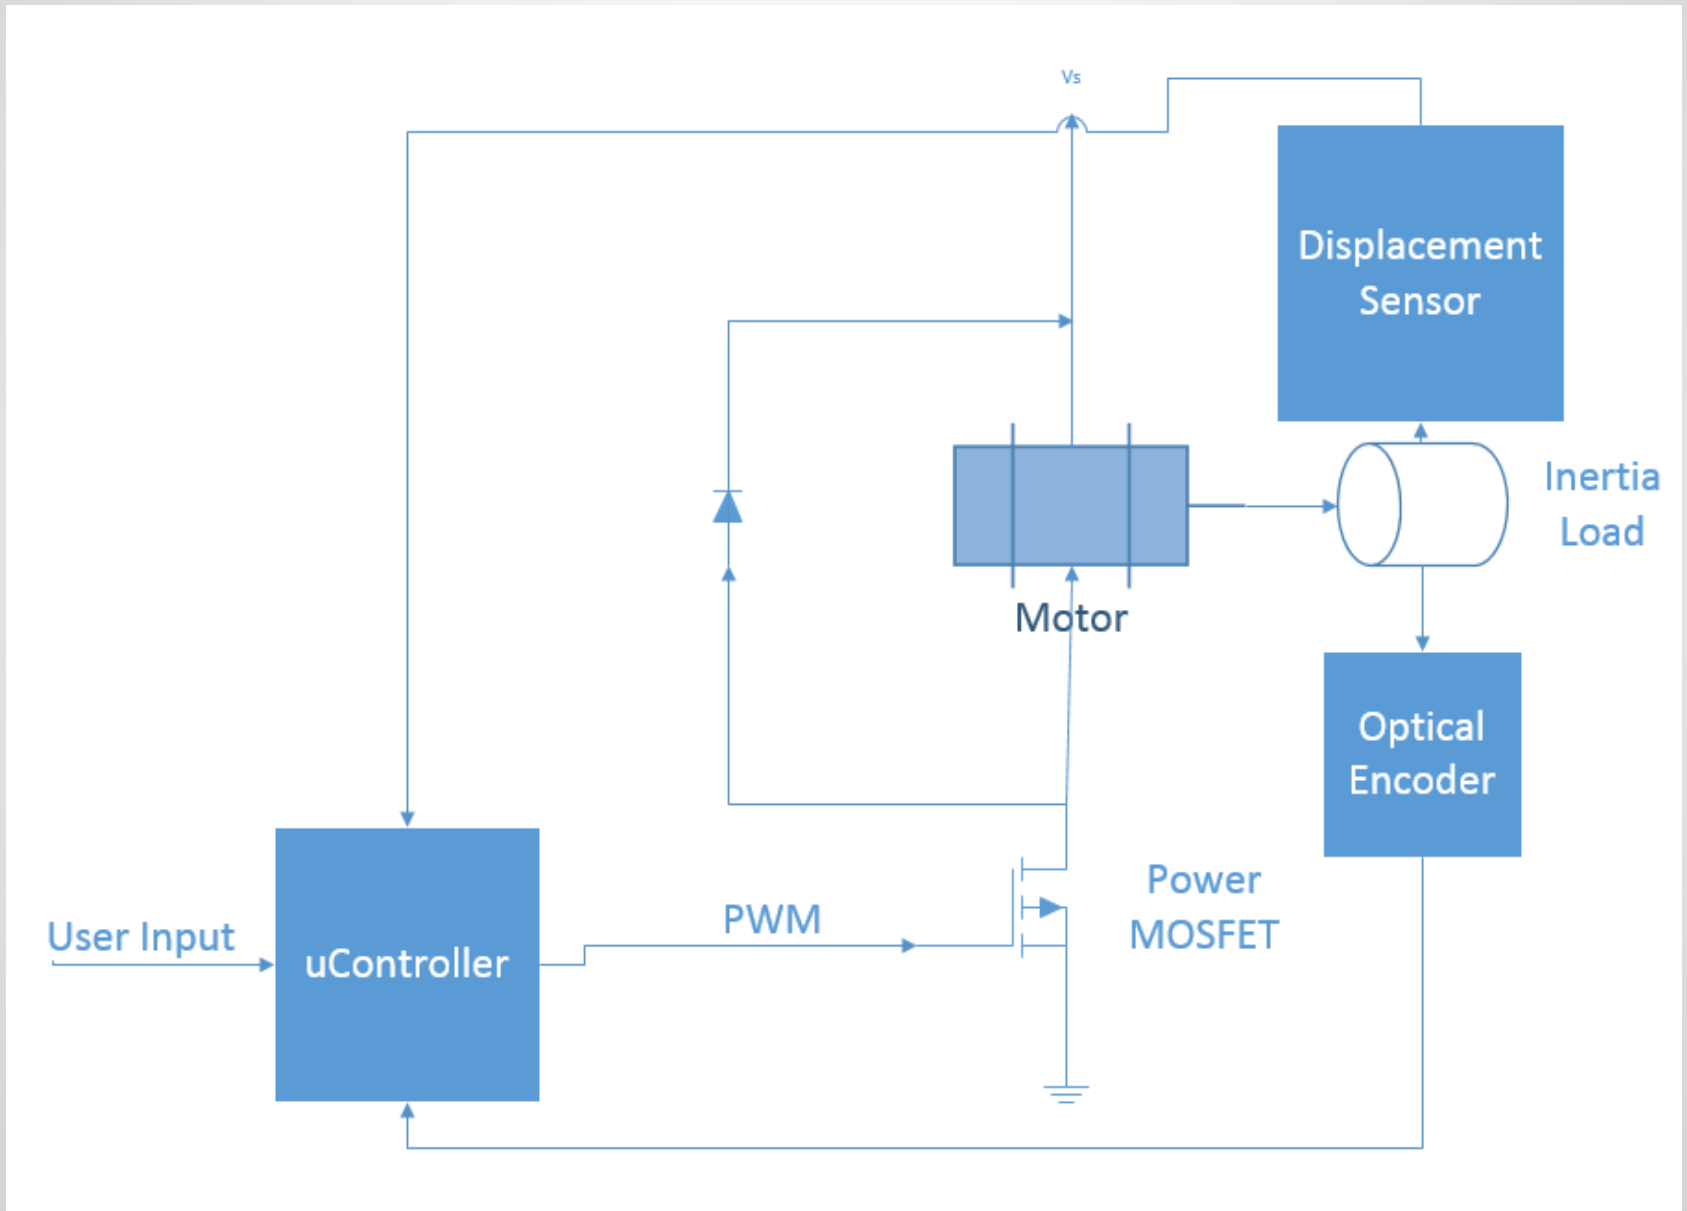 Vs
Displacement
Sensor
Inertia
Load
Motor
Optical
Encoder
Power
MOSFET
PWM
User Input
uController